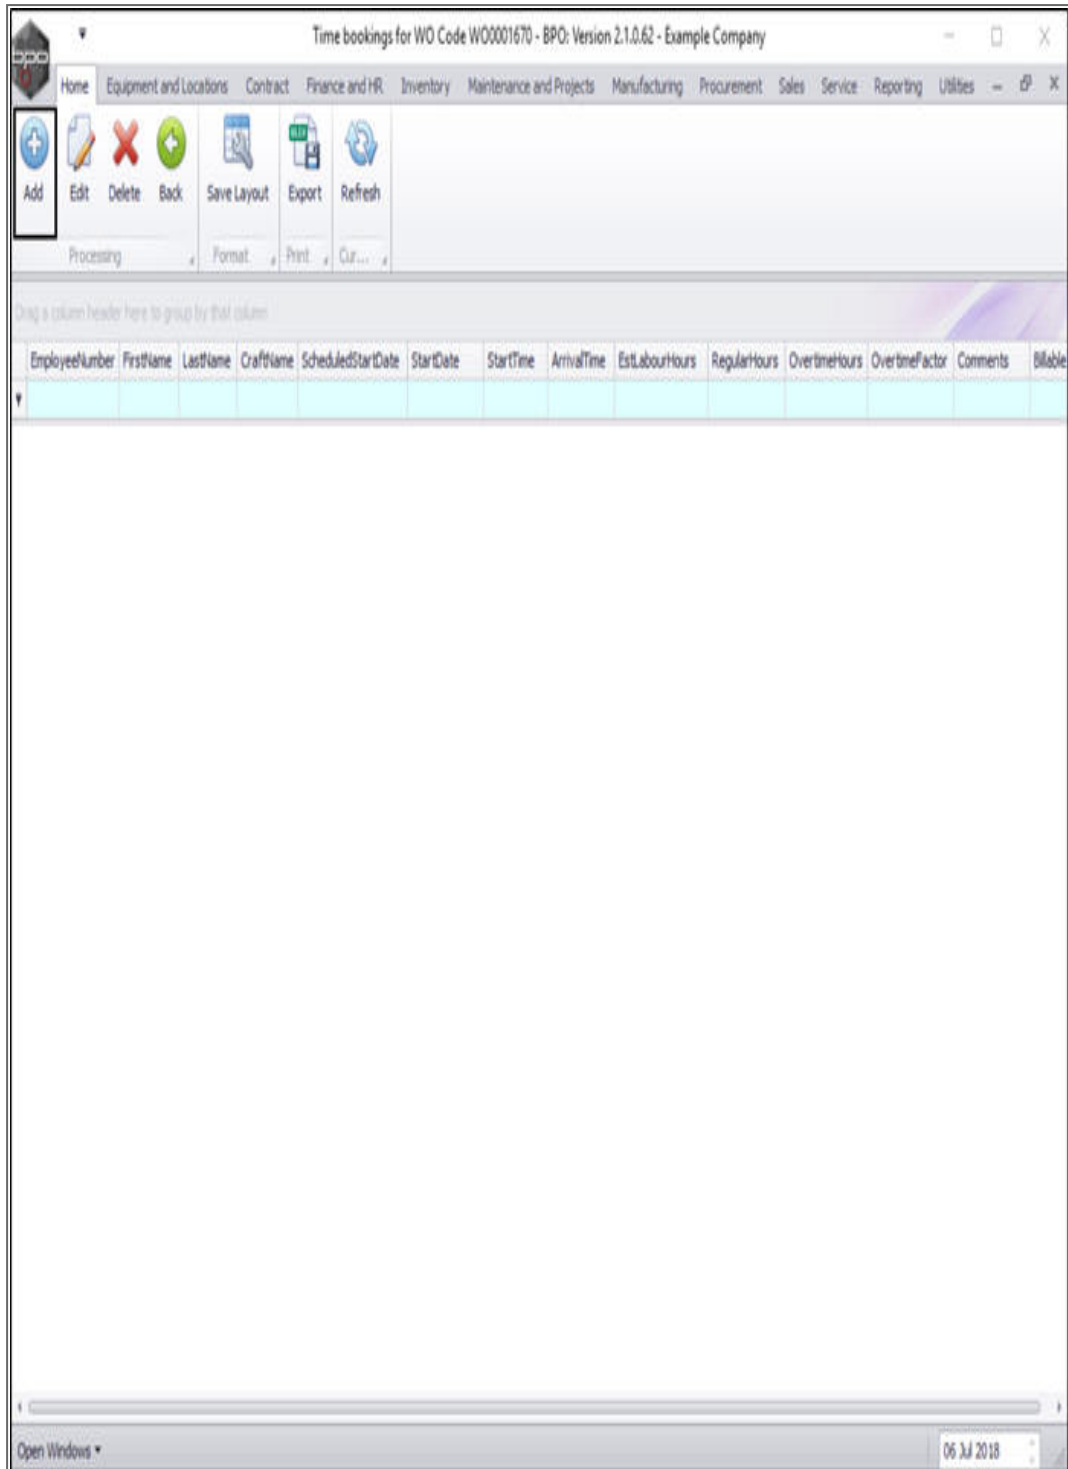 Time bookings for WO Code WO0001670 - BPO: Version 2.1.0.62 - Example Company
bpo
Home Equipment and Locations Contract Finance and HR Inventory Maintenance and Projects Manufacturing Procurement Sales Service Reporting Utilities
Add Edit Delete Back Save Layout Export Refresh
Processing Format Print Cur...
Drag a column header here to group by that column
EmployeeNumber FirstName LastName CraftName ScheduledStartDate StartDate StartTime ArrivalTime EstLabourHours RegularHours OvertimeHours OvertimeFactor Comments Billable
Open Windows 06 Jul 2018